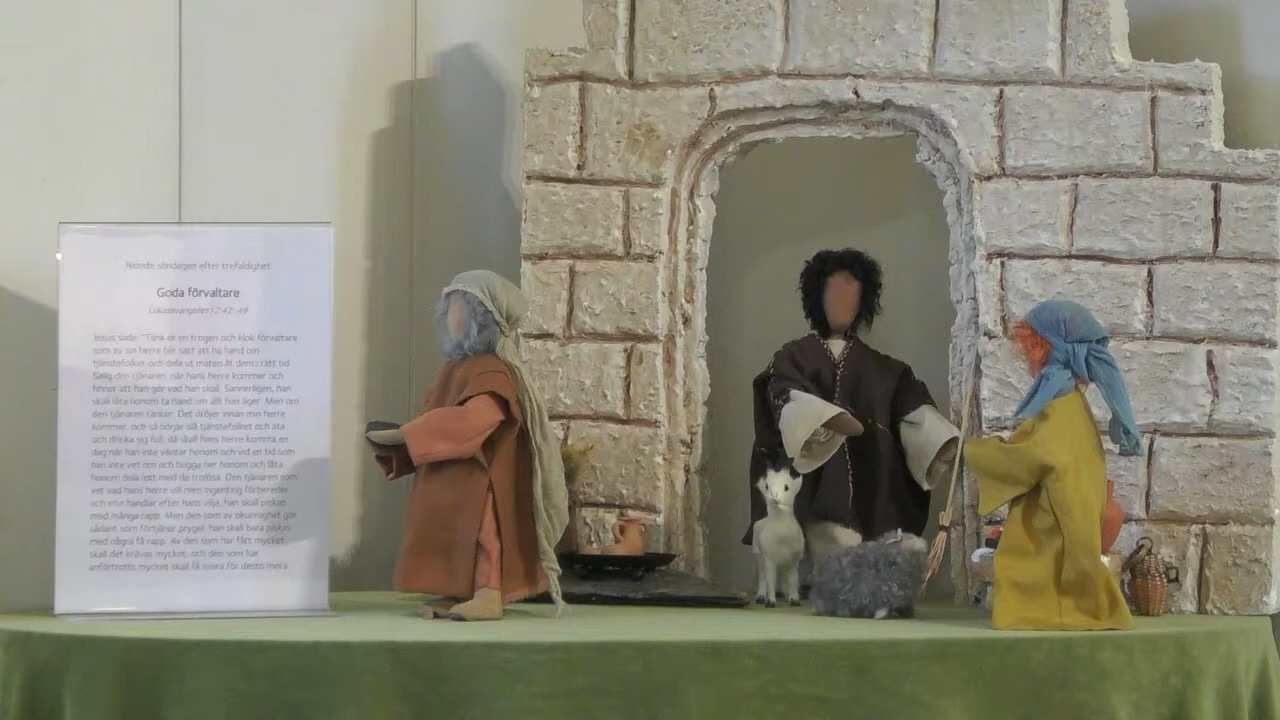 Nionde söndagen efter trefaldighet
Goda förvaltare
Lukasevangeliet 12:42-48
Jesus sade: "Tänk er en trogen och klok förvaltare
som av sin herre blir satt att ha hand om
tjänstefolket och dela ut maten åt dem i rätt tid.
Salig den tjänaren, när hans herre kommer och
finner att han gör vad han skall. Sannerligen, han
skall låta honom ta hand om allt han äger. Men om
den tjänaren tänker: Det dröjer innan min herre
kommer, och så börjar slå tjänstefolket och äta
och dricka sig full, då skall hans herre komma en
dag när han inte väntar honom och vid en tid som
han inte vet om och hugga ner honom och låta
honom dela lott med de trolösa. Den tjänaren som
vet vad hans herre vill men ingenting förbereder
och inte handlar efter hans vilja, han skall piskas
med många rapp. Men den som av okunnighet gör
sådant som förtjänar prygel, han skall bara piskas
med några få rapp. Av den som har fått mycket
skall det krävas mycket, och den som har
anförtrotts mycket skall få svara för desto mera.